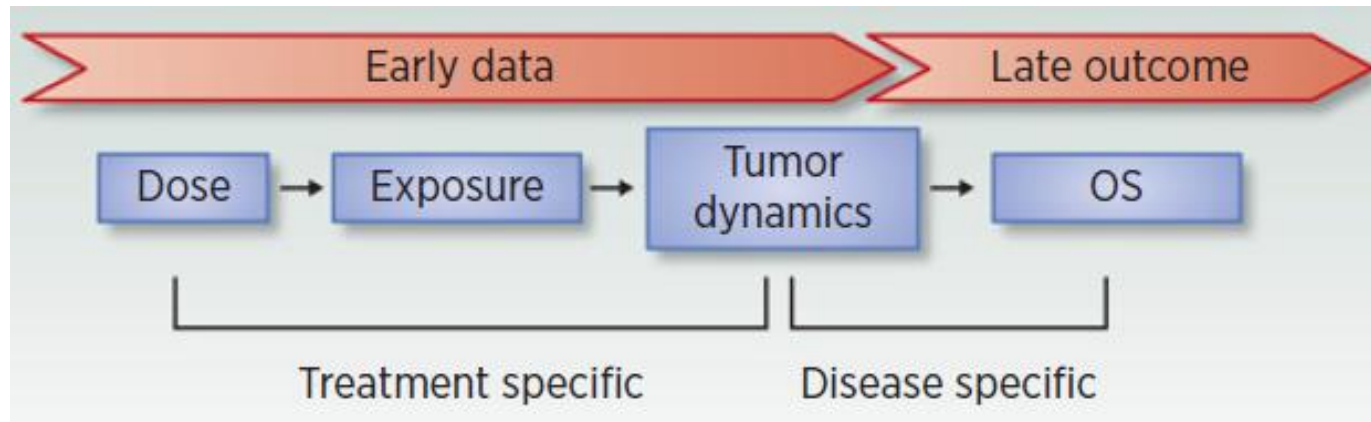 Early data
Late outcome
Dose
Exposure
Tumor
dynamics
OS
Treatment specific
Disease specific